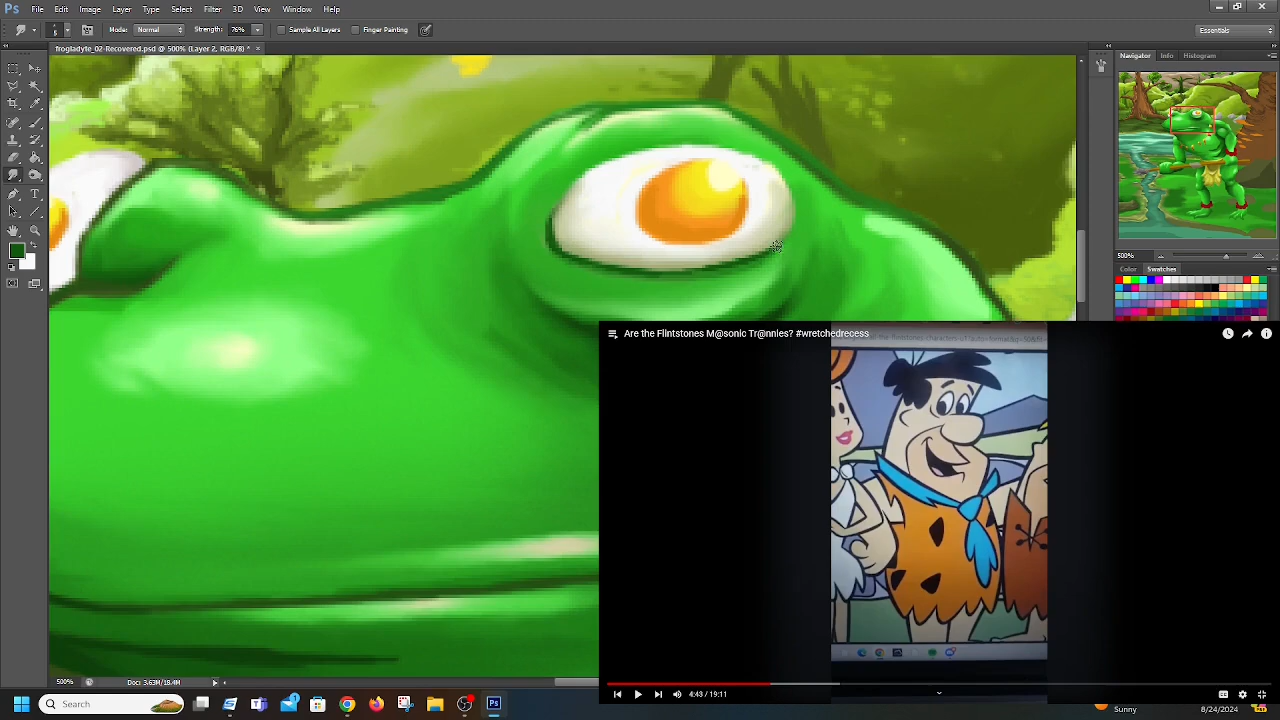 Ps File Edit Image Layer Type Select Filter 3D View Window Help
Mode: Normal Strength: 76% Sample All Layers Finger Painting Essentials
frogladyte_02-Recovered.psd @ 500% (Layer 2, RGB/8) * ×
Navigator Info Histogram
500%
Color Swatches
Are the Flintstones M@sonic Tr@nnies? #wretchedrecess
500% Doc: 3.63M/18.4M
4:43 / 19:11
Search
Sunny 8/24/2024